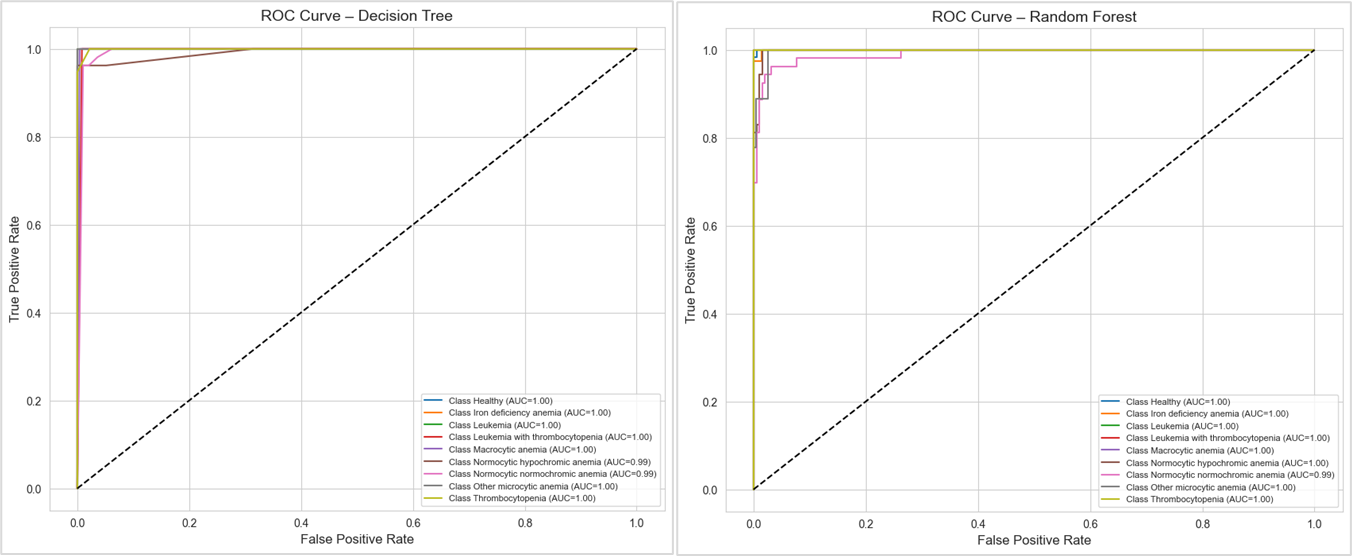 ROC Curve – Decision Tree
True Positive Rate
1.0
0.8
0.6
0.4
0.2
0.0
Class Healthy (AUC=1.00)
Class Iron deficiency anemia (AUC=1.00)
Class Leukemia (AUC=1.00)
Class Leukemia with thrombocytopenia (AUC=1.00)
Class Macrocytic anemia (AUC=1.00)
Class Normocytic hypochromic anemia (AUC=0.99)
Class Normocytic normochromic anemia (AUC=0.99)
Class Other microcytic anemia (AUC=1.00)
Class Thrombocytopenia (AUC=1.00)
0.0 0.2 0.4 0.6 0.8 1.0
False Positive Rate
ROC Curve – Random Forest
True Positive Rate
1.0
0.8
0.6
0.4
0.2
0.0
Class Healthy (AUC=1.00)
Class Iron deficiency anemia (AUC=1.00)
Class Leukemia (AUC=1.00)
Class Leukemia with thrombocytopenia (AUC=1.00)
Class Macrocytic anemia (AUC=1.00)
Class Normocytic hypochromic anemia (AUC=1.00)
Class Normocytic normochromic anemia (AUC=0.99)
Class Other microcytic anemia (AUC=1.00)
Class Thrombocytopenia (AUC=1.00)
0.0 0.2 0.4 0.6 0.8 1.0
False Positive Rate